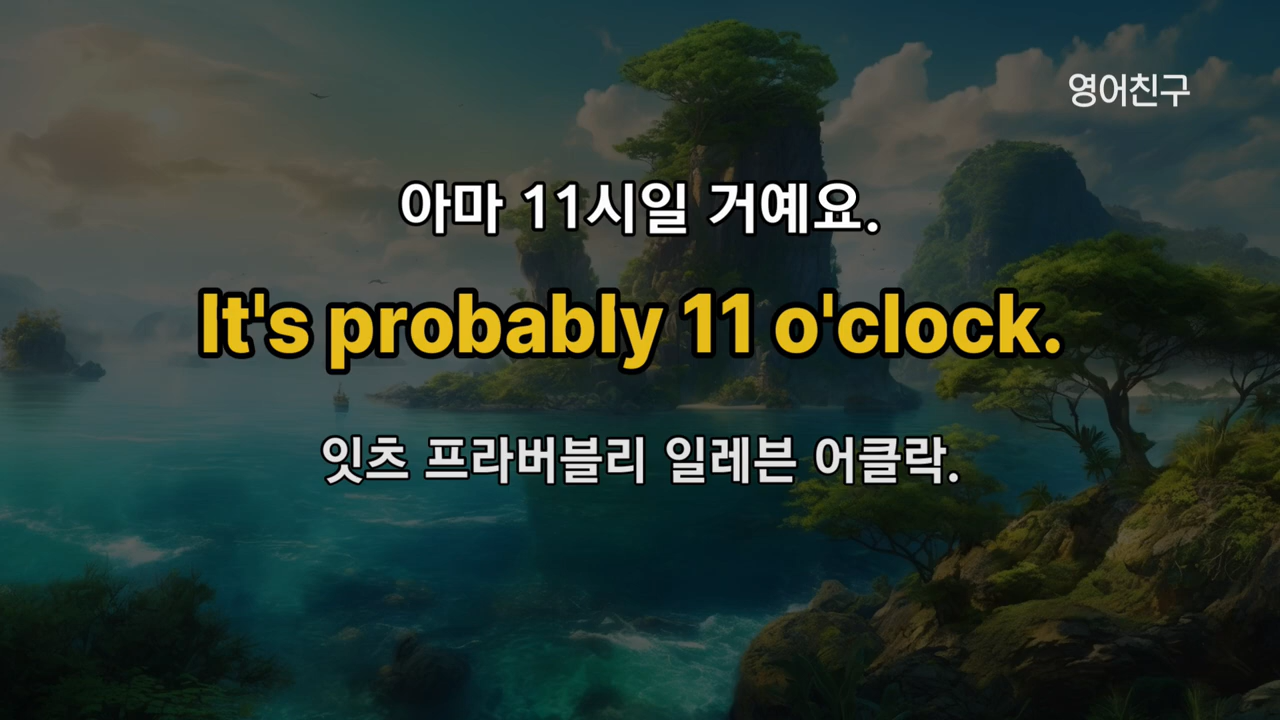 영어친구
아마 11시일 거예요.
It's probably 11 o'clock.
잇츠 프라버블리 일레븐 어클락.